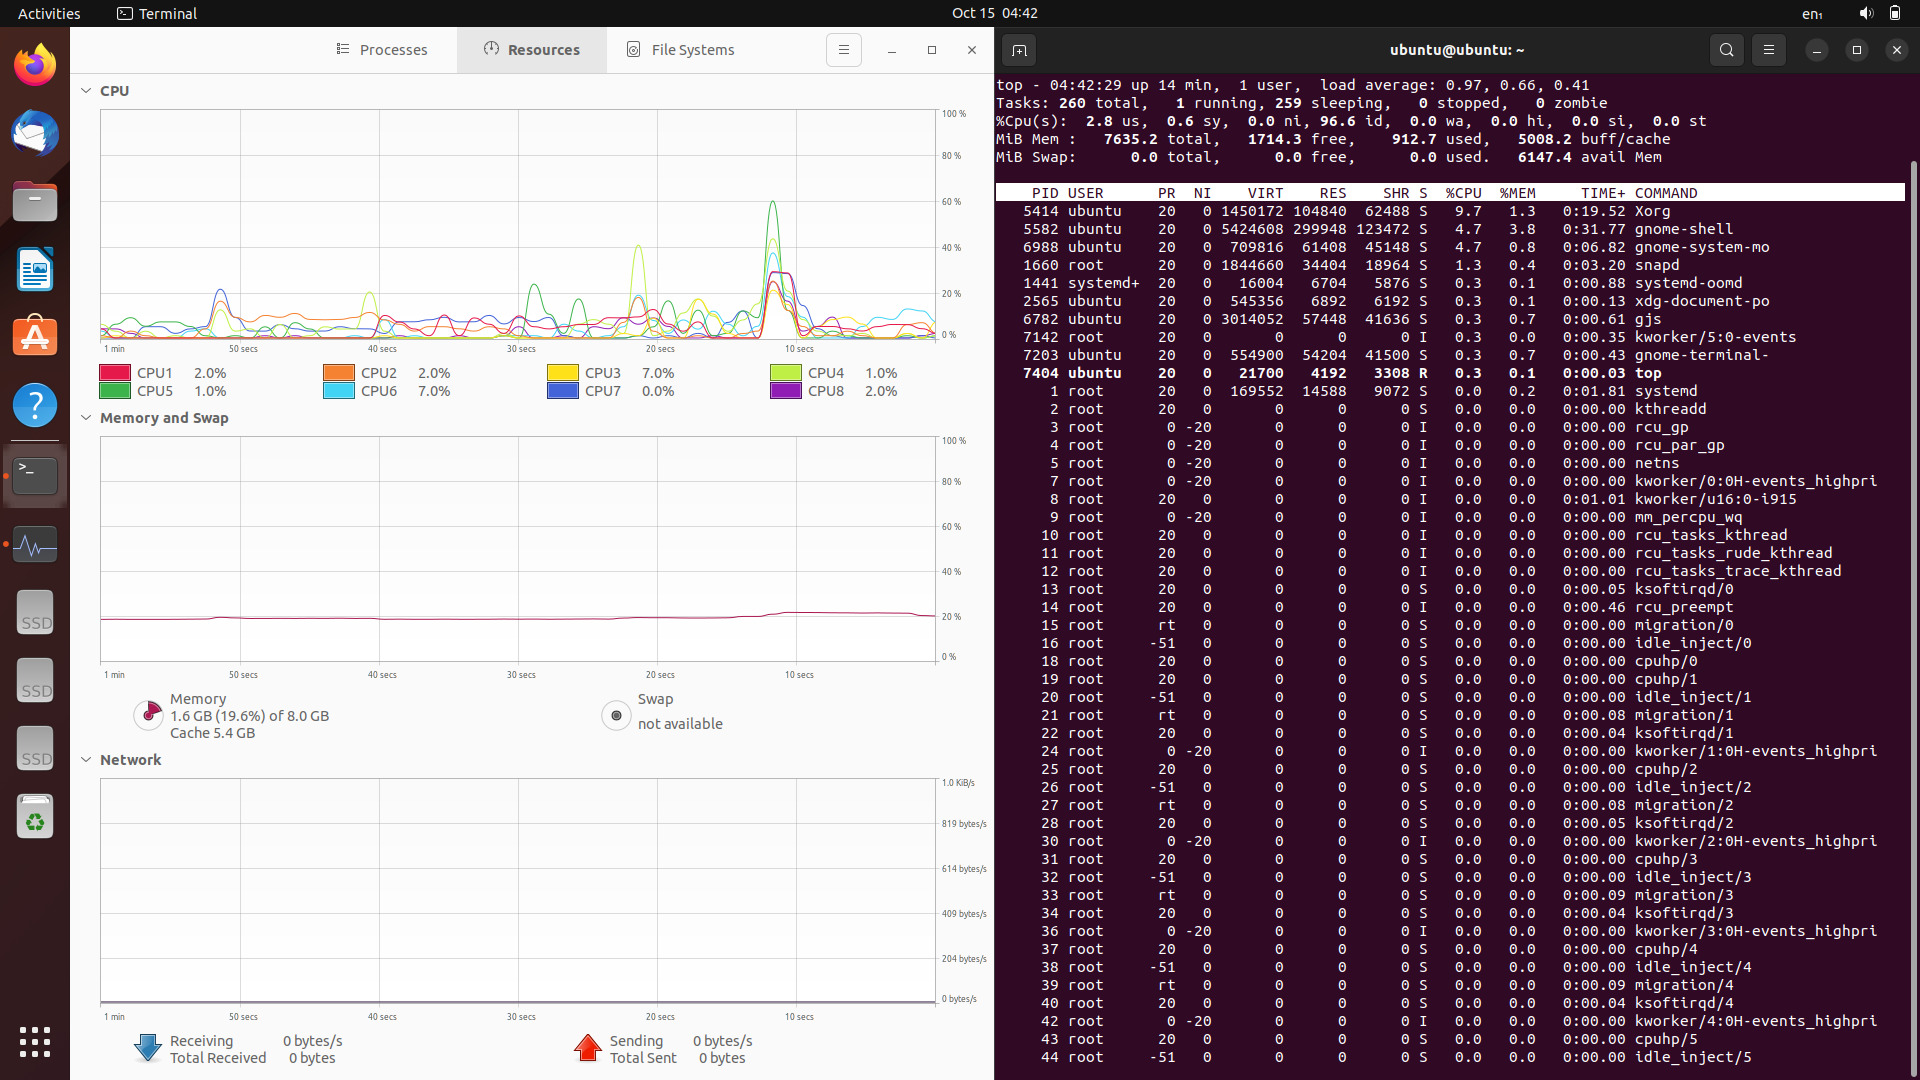 Activities
Terminal
Oct 15 04:42
en₁
Processes
Resources
File Systems
CPU
100 %
80 %
60 %
40 %
20 %
0 %
1 min 50 secs 40 secs 30 secs 20 secs 10 secs
CPU1 2.0% CPU2 2.0% CPU3 7.0% CPU4 1.0%
CPU5 1.0% CPU6 7.0% CPU7 0.0% CPU8 2.0%
Memory and Swap
100 %
80 %
60 %
40 %
20 %
0 %
1 min 50 secs 40 secs 30 secs 20 secs 10 secs
Memory
1.6 GB (19.6%) of 8.0 GB
Cache 5.4 GB
Swap
not available
Network
1.0 KiB/s
819 bytes/s
614 bytes/s
409 bytes/s
204 bytes/s
0 bytes/s
1 min 50 secs 40 secs 30 secs 20 secs 10 secs
Receiving 0 bytes/s
Total Received 0 bytes
Sending 0 bytes/s
Total Sent 0 bytes
>_
SSD
SSD
SSD
ubuntu@ubuntu: ~
top - 04:42:29 up 14 min,  1 user,  load average: 0.97, 0.66, 0.41
Tasks: 260 total,   1 running, 259 sleeping,   0 stopped,   0 zombie
%Cpu(s):  2.8 us,  0.6 sy,  0.0 ni, 96.6 id,  0.0 wa,  0.0 hi,  0.0 si,  0.0 st
MiB Mem :   7635.2 total,   1714.3 free,    912.7 used,   5008.2 buff/cache
MiB Swap:      0.0 total,      0.0 free,      0.0 used.   6147.4 avail Mem
PID USER PR NI VIRT RES SHR S %CPU %MEM TIME+ COMMAND
5414 ubuntu 20 0 1450172 104840 62488 S 9.7 1.3 0:19.52 Xorg
5582 ubuntu 20 0 5424608 299948 123472 S 4.7 3.8 0:31.77 gnome-shell
6988 ubuntu 20 0 709816 61408 45148 S 4.7 0.8 0:06.82 gnome-system-mo
1660 root 20 0 1844660 34404 18964 S 1.3 0.4 0:03.20 snapd
1441 systemd+ 20 0 16004 6704 5876 S 0.3 0.1 0:00.88 systemd-oomd
2565 ubuntu 20 0 545356 6892 6192 S 0.3 0.1 0:00.13 xdg-document-po
6782 ubuntu 20 0 3014052 57448 41636 S 0.3 0.7 0:00.61 gjs
7142 root 20 0 0 0 0 I 0.3 0.0 0:00.35 kworker/5:0-events
7203 ubuntu 20 0 554900 54204 41500 S 0.3 0.7 0:00.43 gnome-terminal-
7404 ubuntu 20 0 21700 4192 3308 R 0.3 0.1 0:00.03 top
1 root 20 0 169552 14588 9072 S 0.0 0.2 0:01.81 systemd
2 root 20 0 0 0 0 S 0.0 0.0 0:00.00 kthreadd
3 root 0 -20 0 0 0 I 0.0 0.0 0:00.00 rcu_gp
4 root 0 -20 0 0 0 I 0.0 0.0 0:00.00 rcu_par_gp
5 root 0 -20 0 0 0 I 0.0 0.0 0:00.00 netns
7 root 0 -20 0 0 0 I 0.0 0.0 0:00.00 kworker/0:0H-events_highpri
8 root 20 0 0 0 0 I 0.0 0.0 0:01.01 kworker/u16:0-i915
9 root 0 -20 0 0 0 I 0.0 0.0 0:00.00 mm_percpu_wq
10 root 20 0 0 0 0 I 0.0 0.0 0:00.00 rcu_tasks_kthread
11 root 20 0 0 0 0 I 0.0 0.0 0:00.00 rcu_tasks_rude_kthread
12 root 20 0 0 0 0 I 0.0 0.0 0:00.00 rcu_tasks_trace_kthread
13 root 20 0 0 0 0 S 0.0 0.0 0:00.05 ksoftirqd/0
14 root 20 0 0 0 0 I 0.0 0.0 0:00.46 rcu_preempt
15 root rt 0 0 0 0 S 0.0 0.0 0:00.00 migration/0
16 root -51 0 0 0 0 S 0.0 0.0 0:00.00 idle_inject/0
18 root 20 0 0 0 0 S 0.0 0.0 0:00.00 cpuhp/0
19 root 20 0 0 0 0 S 0.0 0.0 0:00.00 cpuhp/1
20 root -51 0 0 0 0 S 0.0 0.0 0:00.00 idle_inject/1
21 root rt 0 0 0 0 S 0.0 0.0 0:00.08 migration/1
22 root 20 0 0 0 0 S 0.0 0.0 0:00.04 ksoftirqd/1
24 root 0 -20 0 0 0 I 0.0 0.0 0:00.00 kworker/1:0H-events_highpri
25 root 20 0 0 0 0 S 0.0 0.0 0:00.00 cpuhp/2
26 root -51 0 0 0 0 S 0.0 0.0 0:00.00 idle_inject/2
27 root rt 0 0 0 0 S 0.0 0.0 0:00.08 migration/2
28 root 20 0 0 0 0 S 0.0 0.0 0:00.05 ksoftirqd/2
30 root 0 -20 0 0 0 I 0.0 0.0 0:00.00 kworker/2:0H-events_highpri
31 root 20 0 0 0 0 S 0.0 0.0 0:00.00 cpuhp/3
32 root -51 0 0 0 0 S 0.0 0.0 0:00.00 idle_inject/3
33 root rt 0 0 0 0 S 0.0 0.0 0:00.09 migration/3
34 root 20 0 0 0 0 S 0.0 0.0 0:00.04 ksoftirqd/3
36 root 0 -20 0 0 0 I 0.0 0.0 0:00.00 kworker/3:0H-events_highpri
37 root 20 0 0 0 0 S 0.0 0.0 0:00.00 cpuhp/4
38 root -51 0 0 0 0 S 0.0 0.0 0:00.00 idle_inject/4
39 root rt 0 0 0 0 S 0.0 0.0 0:00.09 migration/4
40 root 20 0 0 0 0 S 0.0 0.0 0:00.04 ksoftirqd/4
42 root 0 -20 0 0 0 I 0.0 0.0 0:00.00 kworker/4:0H-events_highpri
43 root 20 0 0 0 0 S 0.0 0.0 0:00.00 cpuhp/5
44 root -51 0 0 0 0 S 0.0 0.0 0:00.00 idle_inject/5